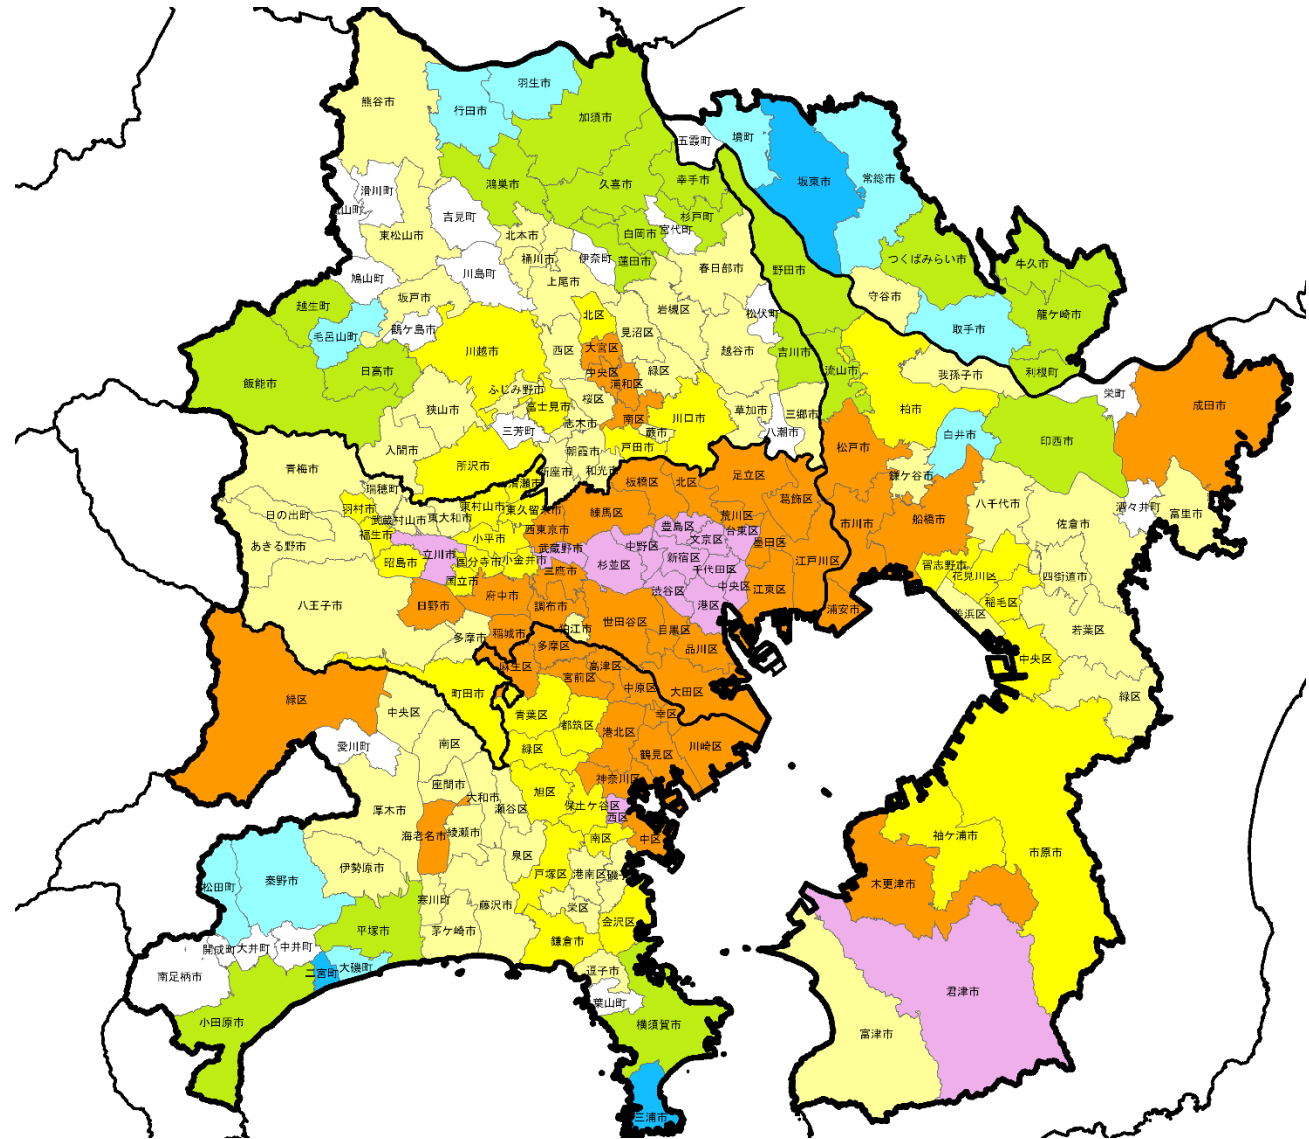 熊谷市
行田市
羽生市
加須市
五霞町
境町
坂東市
常総市
滑川町
鴻巣市
久喜市
幸手市
杉戸町
吉見町
東松山市
北本市
白岡市
宮代町
伊奈町
蓮田市
桶川市
上尾市
春日部市
野田市
つくばみらい市
牛久市
龍ケ崎市
守谷市
取手市
利根町
鳩山町
川島町
越生町
坂戸市
毛呂山町
鶴ヶ島市
北区
岩槻区
見沼区
松伏町
川越市
西区
大宮区
越谷市
吉川市
飯能市
日高市
中央区
緑区
浦和区
流山市
我孫子市
栄町
成田市
ふじみ野市
狭山市
富士見市
桜区
南区
川口市
草加市
三郷市
八潮市
柏市
白井市
印西市
三芳町
志木市
蕨市
戸田市
入間市
所沢市
朝霞市
新座市
和光市
松戸市
鎌ケ谷市
青梅市
瑞穂町
清瀬市
板橋区
北区
足立区
葛飾区
八千代市
酒々井町
富里市
日の出町
羽村市
武蔵村山市
東大和市
東村山市
東久留米市
練馬区
荒川区
市川市
船橋市
佐倉市
あきる野市
福生市
立川市
小平市
西東京市
武蔵野市
豊島区
文京区
台東区
墨田区
昭島市
国分寺市
小金井市
中野区
杉並区
新宿区
千代田区
江戸川区
習志野市
花見川区
四街道市
国立市
三鷹市
渋谷区
中央区
港区
江東区
浦安市
美浜区
稲毛区
若葉区
八王子市
日野市
府中市
調布市
狛江市
世田谷区
目黒区
品川区
多摩市
稲城市
多摩区
麻生区
高津区
宮前区
中原区
大田区
中央区
緑区
緑区
町田市
中央区
青葉区
都筑区
幸区
港北区
川崎区
南区
緑区
鶴見区
愛川町
座間市
大和市
瀬谷区
旭区
神奈川区
保土ケ谷区
西区
中区
厚木市
海老名市
綾瀬市
南区
泉区
袖ケ浦市
市原市
伊勢原市
戸塚区
港南区
磯子
木更津市
松田町
秦野市
寒川町
藤沢市
栄区
金沢区
平塚市
茅ケ崎市
鎌倉市
開成町
大井町
中井町
南足柄市
二宮町
大磯町
逗子市
葉山町
君津市
小田原市
横須賀市
富津市
三浦市